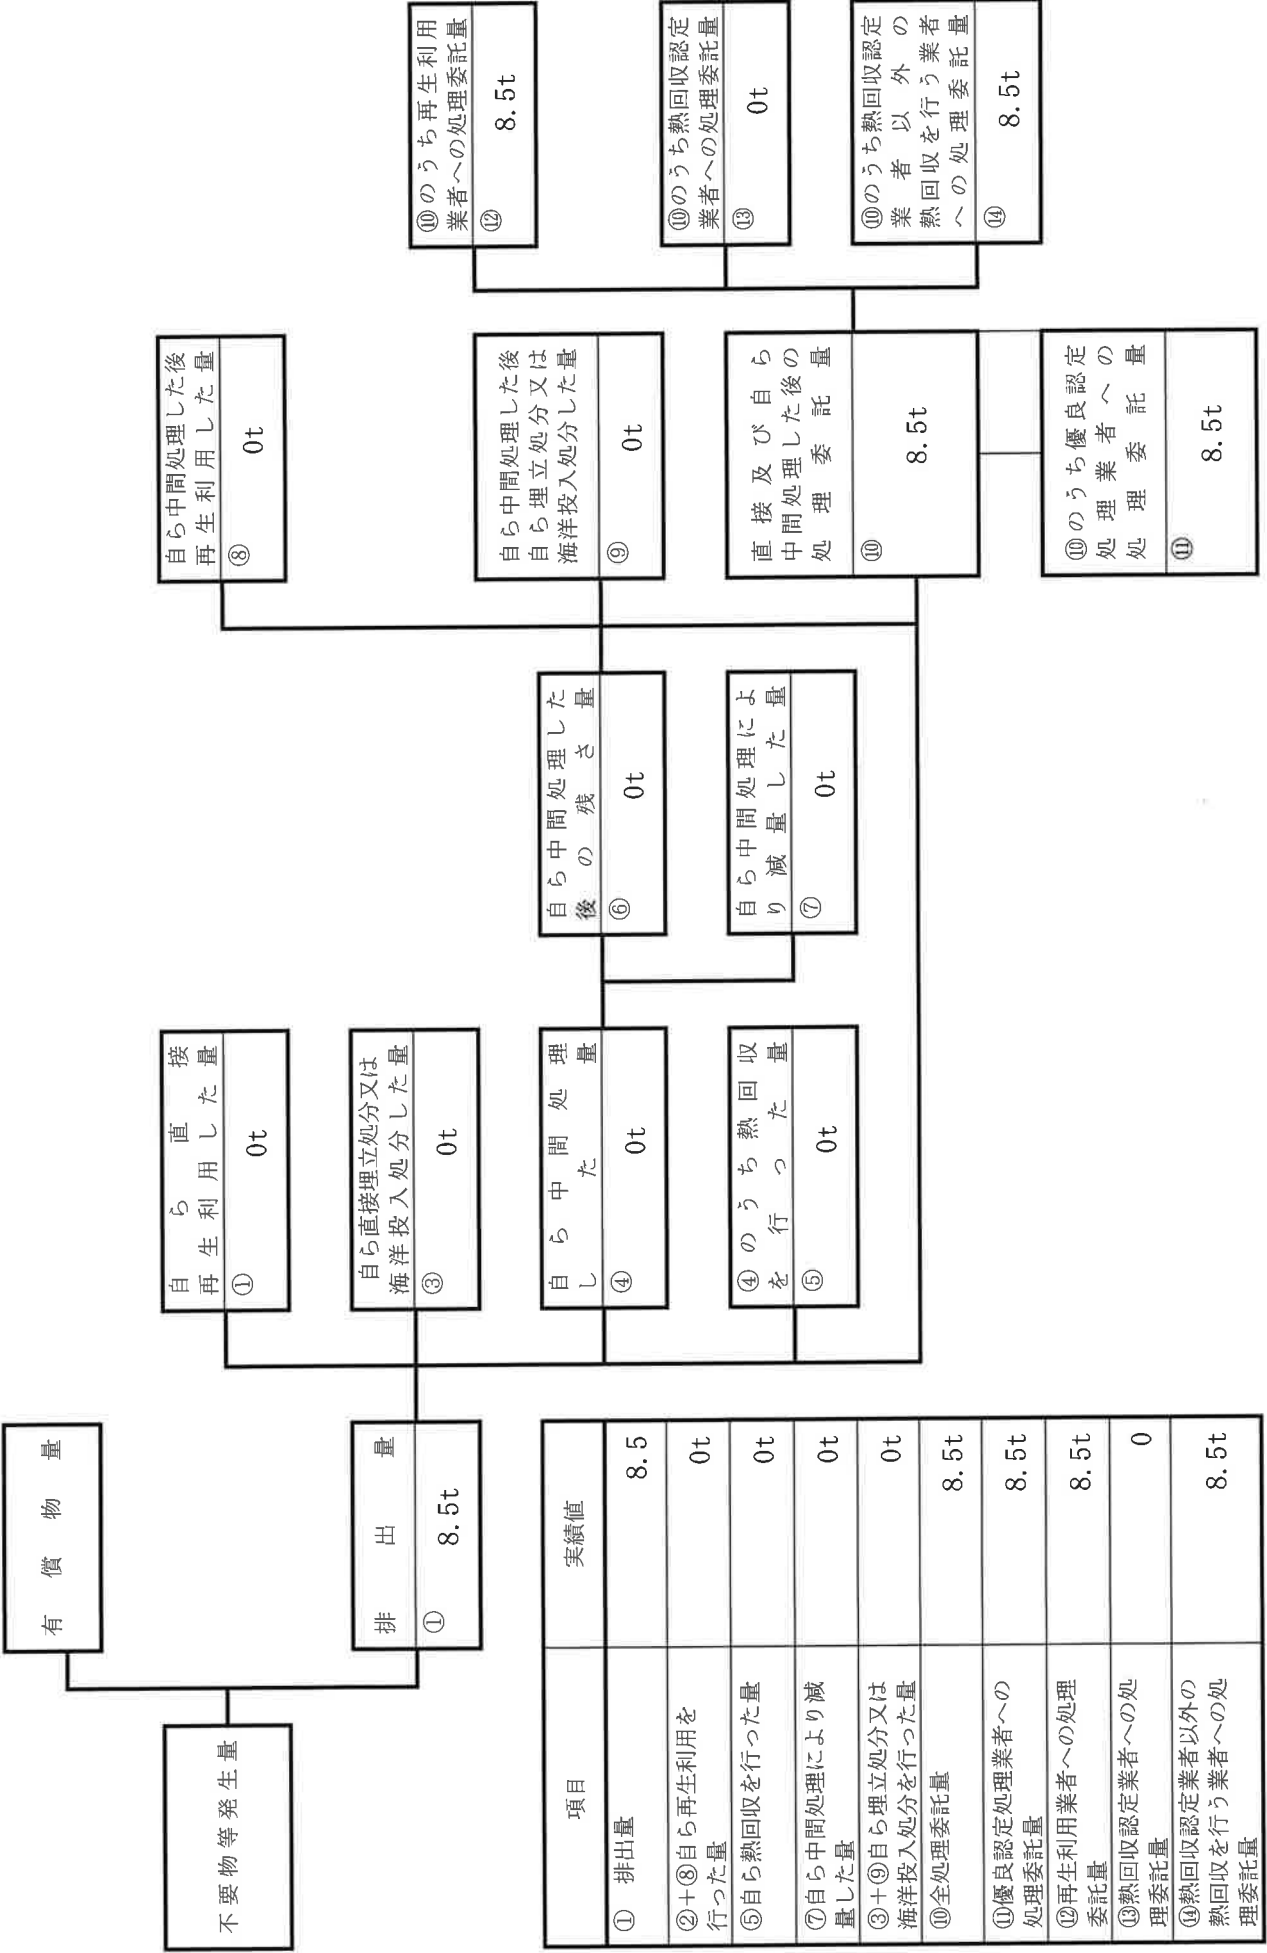 不要物等発生量
有償物量
排出量
① 8.5t
自ら直接
再生利用した量
① 0t
自ら直接埋立処分又は
海洋投入処分した量
③ 0t
自ら中間処理
した量
④ 0t
④のうち熱回収
を行った量
⑤ 0t
自ら中間処理した
後の残さ量
⑥ 0t
自ら中間処理によ
り減量した量
⑦ 0t
自ら中間処理した後
再生利用した量
⑧ 0t
自ら中間処理した後
自ら埋立処分又は
海洋投入処分した量
⑨ 0t
直接及び自ら
中間処理した後の
処理委託量
⑩ 8.5t
⑩のうち優良認定
処理業者への
処理委託量
⑪ 8.5t
⑩のうち再生利用
業者への処理委託量
⑫ 8.5t
⑩のうち熱回収認定
業者への処理委託量
⑬ 0t
⑩のうち熱回収認定
業者以外の
熱回収を行う業者
への処理委託量
⑭ 8.5t
項目 実績値
① 排出量 8.5
②+⑧自ら再生利用を
行った量 0t
⑤自ら熱回収を行った量 0t
⑦自ら中間処理により減
量した量 0t
③+⑨自ら埋立処分又は
海洋投入処分を行った量 0t
⑩全処理委託量 8.5t
⑪優良認定処理業者への
処理委託量 8.5t
⑫再生利用業者への処理
委託量 8.5t
⑬熱回収認定業者への処
理委託量 0
⑭熱回収認定業者以外の
熱回収を行う業者への処
理委託量 8.5t